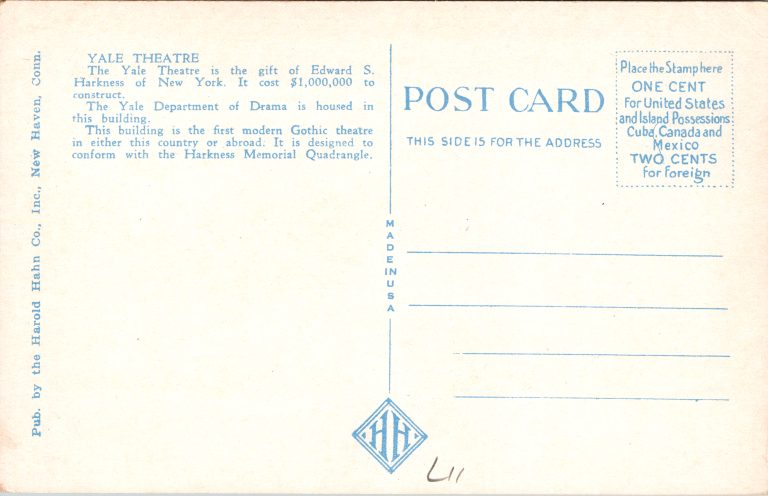 YALE THEATRE
The Yale Theatre is the gift of Edward S.
Harkness of New York. It cost $1,000,000 to
construct.
The Yale Department of Drama is housed in
this building.
This building is the first modern Gothic theatre
in either this country or abroad. It is designed to
conform with the Harkness Memorial Quadrangle.
Pub. by the Harold Hahn Co., Inc., New Haven, Conn.
MADE IN USA
HH
POST CARD
THIS SIDE IS FOR THE ADDRESS
Place the Stamp here
ONE CENT
for United States
and Island Possessions
Cuba, Canada and
Mexico
TWO CENTS
for foreign